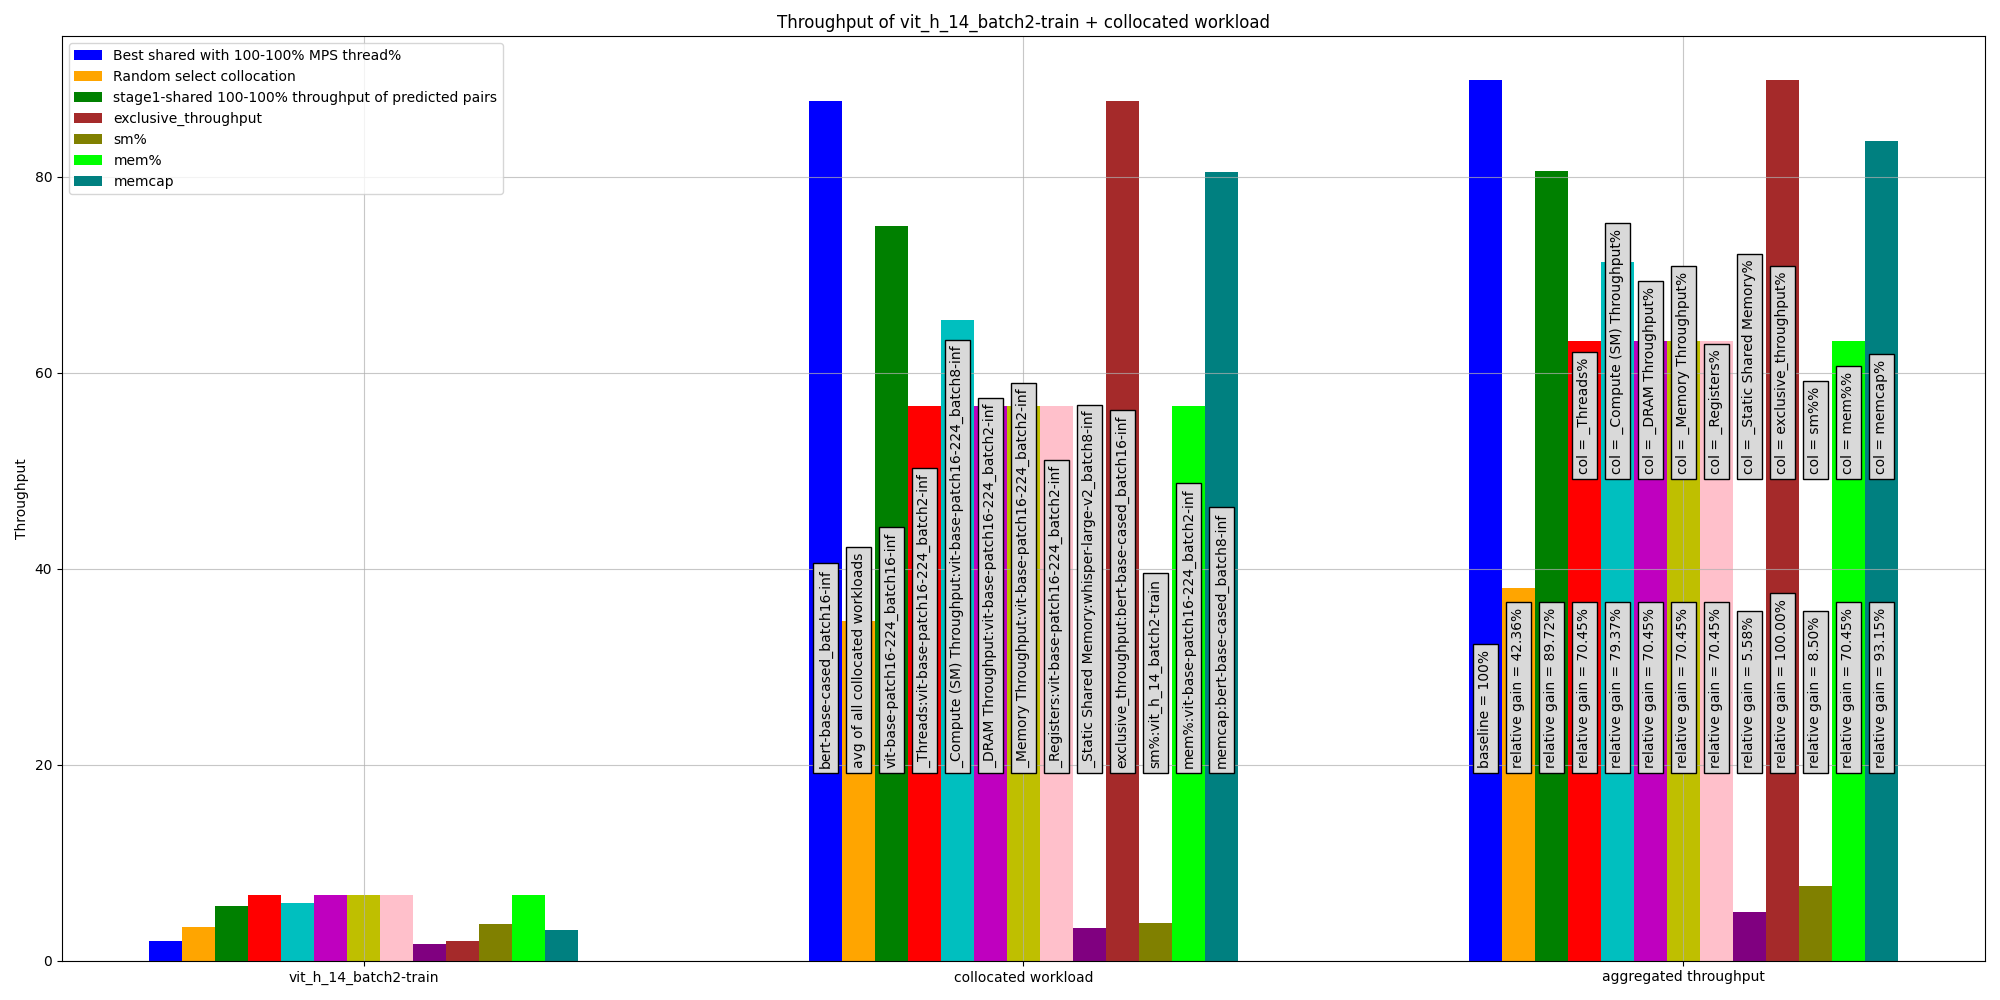 Throughput of vit_h_14_batch2-train + collocated workload
Best shared with 100-100% MPS thread%
Random select collocation
stage1-shared 100-100% throughput of predicted pairs
exclusive_throughput
sm%
mem%
memcap
Throughput
80
60
40
20
0
bert-base-cased_batch16-inf
avg of all collocated workloads
vit-base-patch16-224_batch16-inf
_Threads:vit-base-patch16-224_batch2-inf
_Compute (SM) Throughput:vit-base-patch16-224_batch8-inf
_DRAM Throughput:vit-base-patch16-224_batch2-inf
_Memory Throughput:vit-base-patch16-224_batch2-inf
_Registers:vit-base-patch16-224_batch2-inf
_Static Shared Memory:whisper-large-v2_batch8-inf
exclusive_throughput:bert-base-cased_batch16-inf
sm%:vit_h_14_batch2-train
mem%:vit-base-patch16-224_batch2-inf
memcap:bert-base-cased_batch8-inf
col = _Threads%
col = _Compute (SM) Throughput%
col = _DRAM Throughput%
col = _Memory Throughput%
col = _Registers%
col = _Static Shared Memory%
col = exclusive_throughput%
col = sm%%
col = mem%%
col = memcap%
baseline = 100%
relative gain = 42.36%
relative gain = 89.72%
relative gain = 70.45%
relative gain = 79.37%
relative gain = 70.45%
relative gain = 70.45%
relative gain = 70.45%
relative gain = 5.58%
relative gain = 100.00%
relative gain = 8.50%
relative gain = 70.45%
relative gain = 93.15%
vit_h_14_batch2-train
collocated workload
aggregated throughput